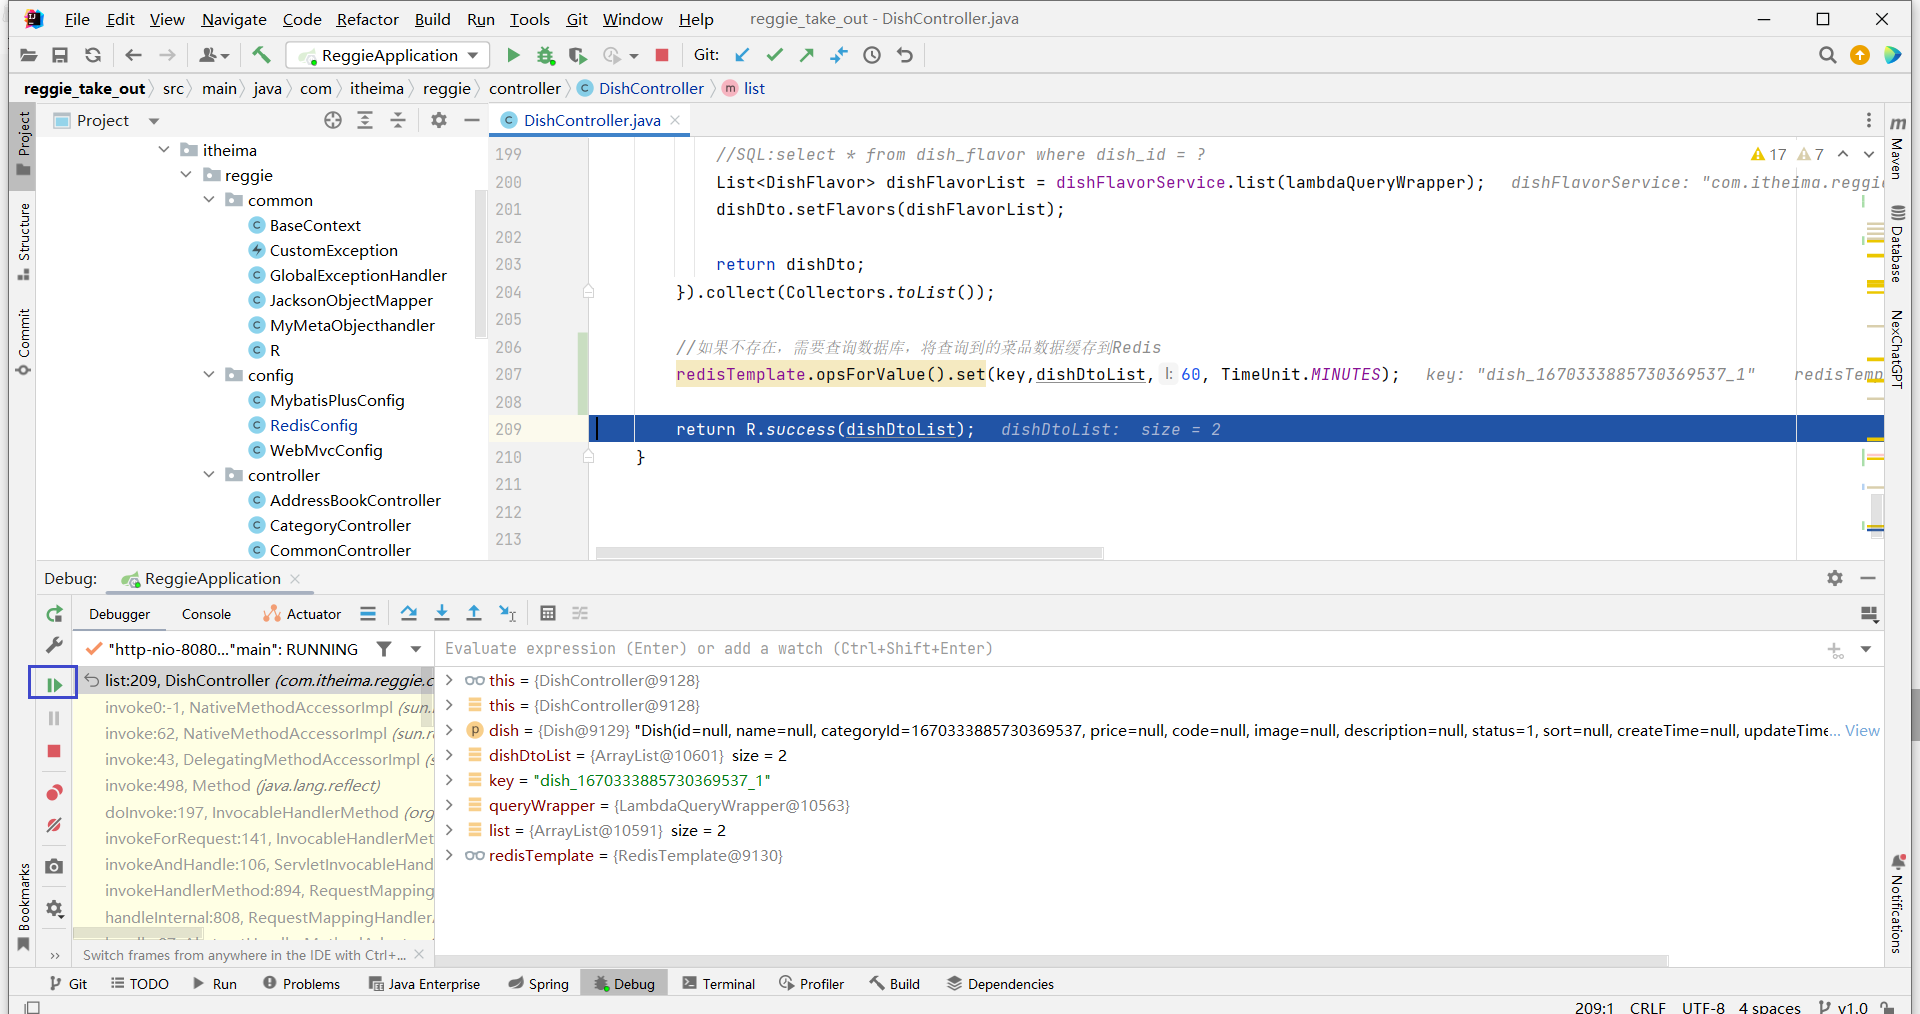 File Edit View Navigate Code Refactor Build Run Tools Git Window Help reggie_take_out - DishController.java
ReggieApplication Git:
reggie_take_out src main java com itheima reggie controller DishController list
Project
DishController.java
itheima
reggie
common
BaseContext
CustomException
GlobalExceptionHandler
JacksonObjectMapper
MyMetaObjecthandler
R
config
MybatisPlusConfig
RedisConfig
WebMvcConfig
controller
AddressBookController
CategoryController
CommonController
17 7
199 //SQL:select * from dish_flavor where dish_id = ?
200 List<DishFlavor> dishFlavorList = dishFlavorService.list(lambdaQueryWrapper); dishFlavorService: "com.itheima.reggie
201 dishDto.setFlavors(dishFlavorList);
202
203 return dishDto;
204 }).collect(Collectors.toList());
205
206 //如果不存在，需要查询数据库，将查询到的菜品数据缓存到Redis
207 redisTemplate.opsForValue().set(key,dishDtoList, l: 60, TimeUnit.MINUTES); key: "dish_1670333885730369537_1" redisTemp
208
209 return R.success(dishDtoList); dishDtoList: size = 2
210 }
211
212
213
Project
Structure
Commit
Bookmarks
Maven
Database
NexChatGPT
Notifications
Debug: ReggieApplication
Debugger Console Actuator
"http-nio-8080..."main": RUNNING
Evaluate expression (Enter) or add a watch (Ctrl+Shift+Enter)
list:209, DishController (com.itheima.reggie.c
invoke0:-1, NativeMethodAccessorImpl (sun.
invoke:62, NativeMethodAccessorImpl (sun.r
invoke:43, DelegatingMethodAccessorImpl (s
invoke:498, Method (java.lang.reflect)
doInvoke:197, InvocableHandlerMethod (org
invokeForRequest:141, InvocableHandlerMet
invokeAndHandle:106, ServletInvocableHand
invokeHandlerMethod:894, RequestMapping
handleInternal:808, RequestMappingHandler
Switch frames from anywhere in the IDE with Ctrl+...
this = {DishController@9128}
this = {DishController@9128}
dish = {Dish@9129} "Dish(id=null, name=null, categoryId=1670333885730369537, price=null, code=null, image=null, description=null, status=1, sort=null, createTime=null, updateTime... View
dishDtoList = {ArrayList@10601} size = 2
key = "dish_1670333885730369537_1"
queryWrapper = {LambdaQueryWrapper@10563}
list = {ArrayList@10591} size = 2
redisTemplate = {RedisTemplate@9130}
Git TODO Run Problems Java Enterprise Spring Debug Terminal Profiler Build Dependencies
209:1 CRLF UTF-8 4 spaces v1.0